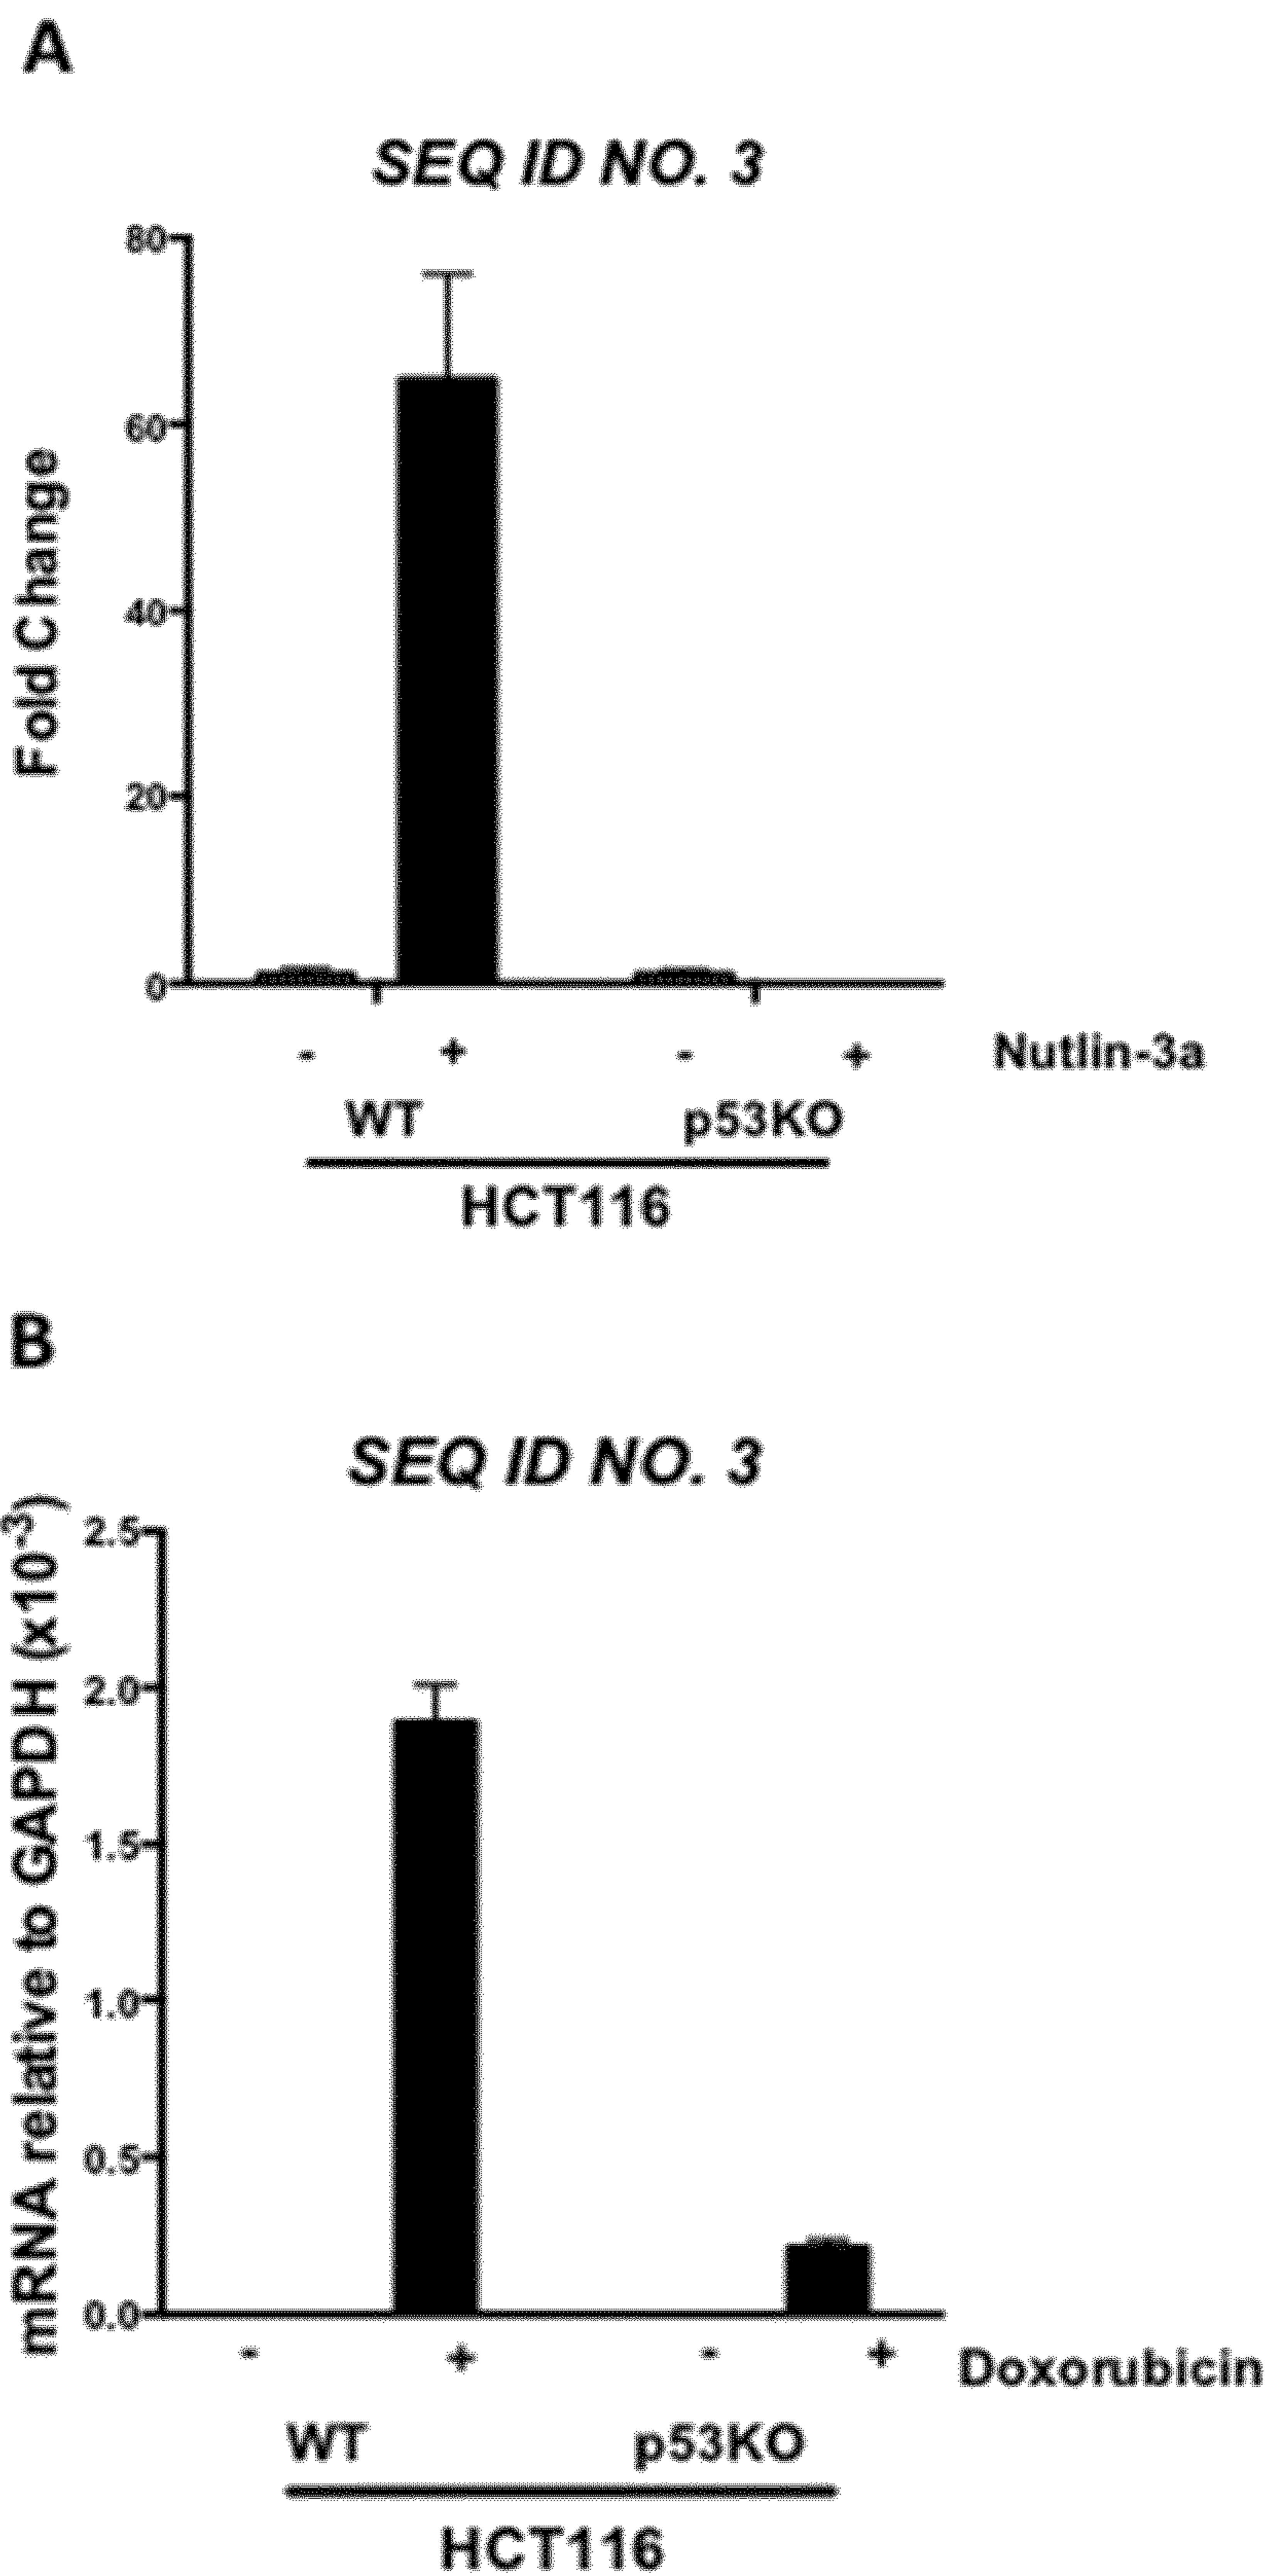 A
SEQ ID NO. 3
Fold Change
80
60
40
20
0
- + - + Nutlin-3a
WT p53KO
HCT116
B
SEQ ID NO. 3
mRNA relative to GAPDH (x10⁻³)
2.5
2.0
1.5
1.0
0.5
0.0
- + - + Doxorubicin
WT p53KO
HCT116